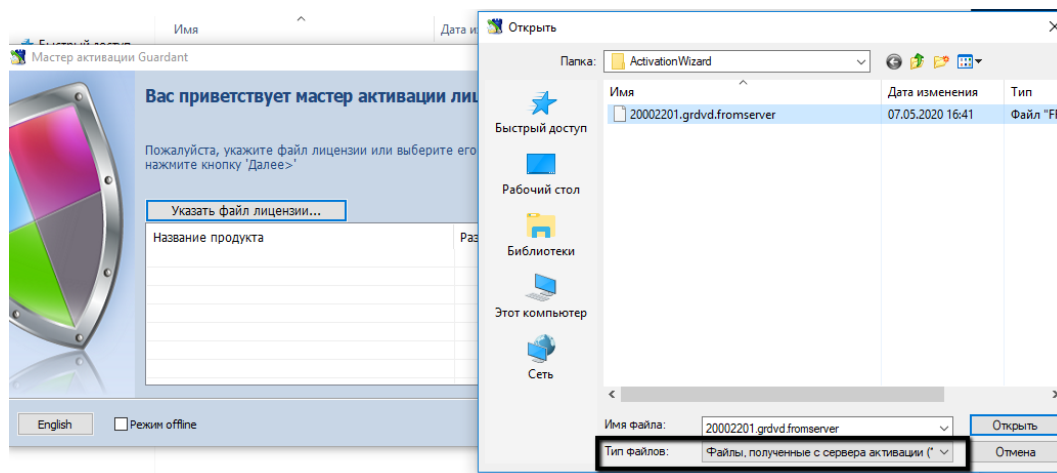 Имя
Дата и
Быстрый доступ
Мастер активации Guardant
Вас приветствует мастер активации ли
Пожалуйста, укажите файл лицензии или выберите его
нажмите кнопку 'Далее>'
Указать файл лицензии...
Название продукта
Раз
English
Режим offline
Открыть
Папка:
ActivationWizard
Имя
Дата изменения
Тип
20002201.grdvd.fromserver
07.05.2020 16:41
Файл "F
Быстрый доступ
Рабочий стол
Библиотеки
Этот компьютер
Сеть
Имя файла:
20002201.grdvd.fromserver
Открыть
Тип файлов:
Файлы, полученные с сервера активации (*
Отмена